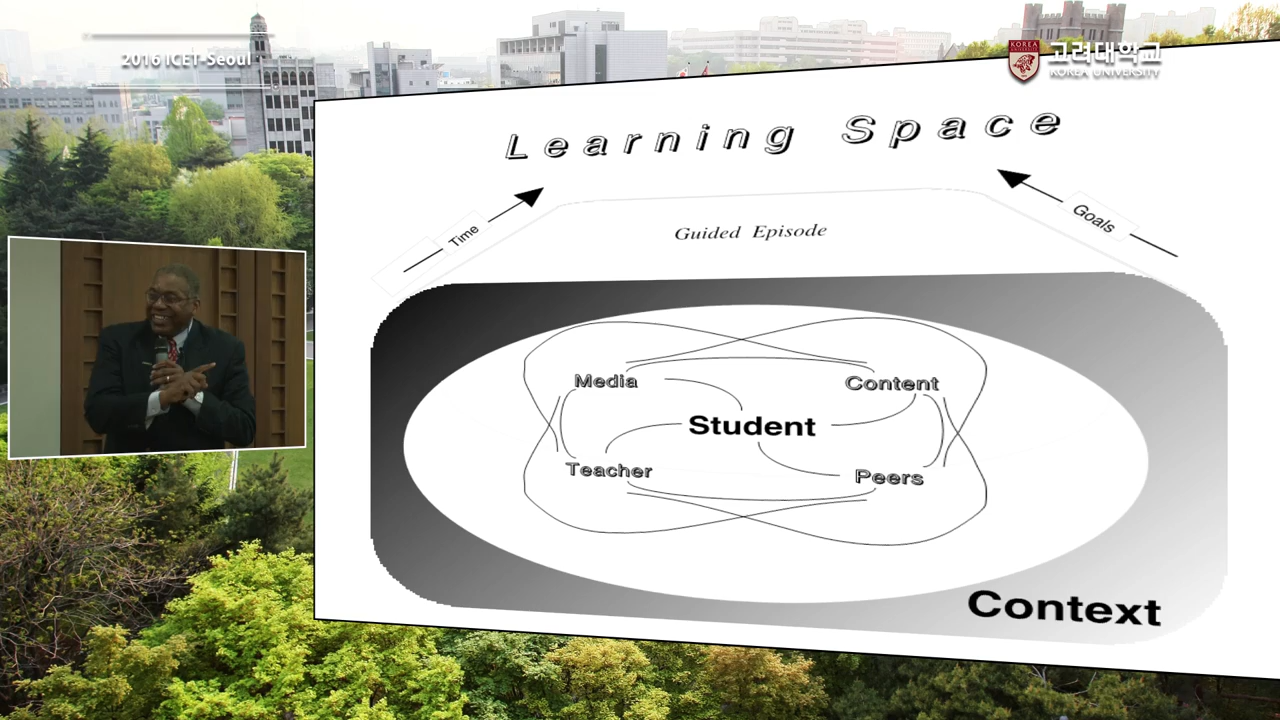 2016 ICET-Seoul
KOREA
고려대학교
KOREA UNIVERSITY
Learning Space
Time
Goals
Guided Episode
Media
Content
Student
Teacher
Peers
Context